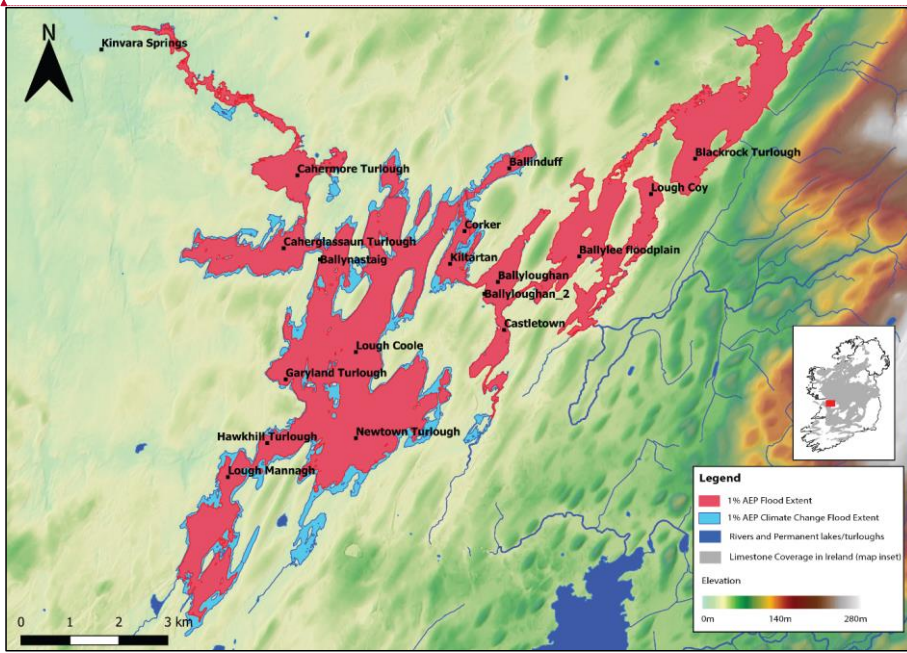 N
Kinvara Springs
Cahermore Turlough
Ballinduff
Blackrock Turlough
Lough Coy
Corker
Caherglassaun Turlough
Ballynastaig
Kiltartan
Ballylee floodplain
Ballyloughan
Ballyloughan_2
Castletown
Lough Coole
Garyland Turlough
Hawkhill Turlough
Newtown Turlough
Lough Mannagh
0 1 2 3 km
Legend
1% AEP Flood Extent
1% AEP Climate Change Flood Extent
Rivers and Permanent lakes/turloughs
Limestone Coverage in Ireland (map inset)
Elevation
0m 140m 280m